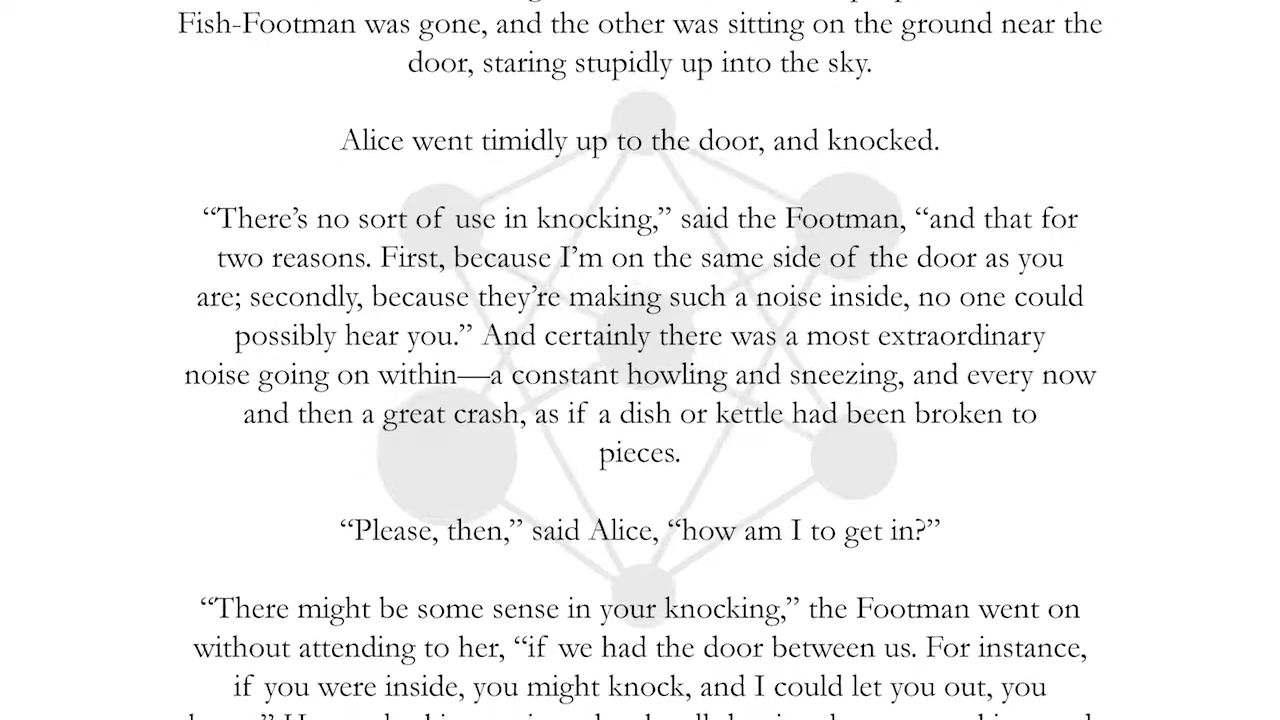 Fish-Footman was gone, and the other was sitting on the ground near the
door, staring stupidly up into the sky.
Alice went timidly up to the door, and knocked.
“There’s no sort of use in knocking,” said the Footman, “and that for
two reasons. First, because I’m on the same side of the door as you
are; secondly, because they’re making such a noise inside, no one could
possibly hear you.” And certainly there was a most extraordinary
noise going on within—a constant howling and sneezing, and every now
and then a great crash, as if a dish or kettle had been broken to
pieces.
“Please, then,” said Alice, “how am I to get in?”
“There might be some sense in your knocking,” the Footman went on
without attending to her, “if we had the door between us. For instance,
if you were inside, you might knock, and I could let you out, you